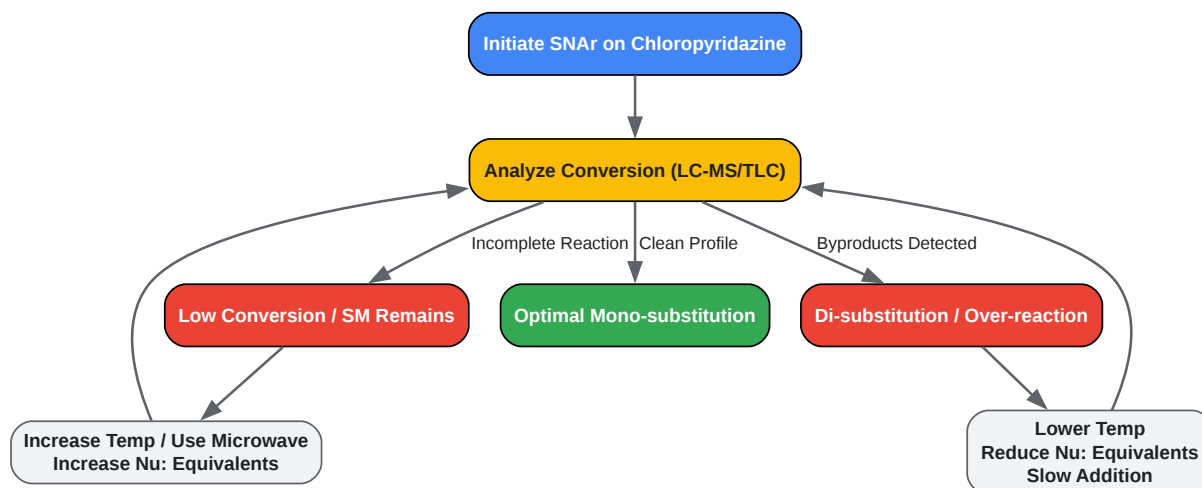 Initiate SNAr on Chloropyridazine
Analyze Conversion (LC-MS/TLC)
Incomplete Reaction
Clean Profile
Byproducts Detected
Low Conversion / SM Remains
Optimal Mono-substitution
Di-substitution / Over-reaction
Increase Temp / Use Microwave
Increase Nu: Equivalents
Lower Temp
Reduce Nu: Equivalents
Slow Addition